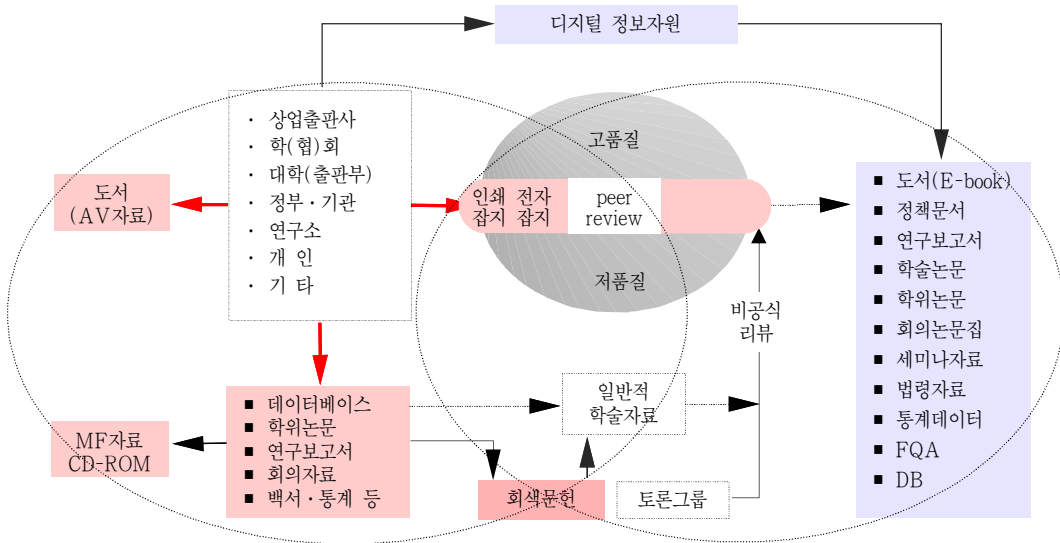 디지털 정보자원
· 상업출판사
· 학(협)회
· 대학(출판부)
· 정부·기관
· 연구소
· 개 인
· 기 타
도서
(AV자료)
고품질
인쇄 전자
잡지 잡지
peer
review
저품질
비공식
리뷰
■ 도서(E-book)
■ 정책문서
■ 연구보고서
■ 학술논문
■ 학위논문
■ 회의논문집
■ 세미나자료
■ 법령자료
■ 통계데이터
■ FQA
■ DB
일반적
학술자료
■ 데이터베이스
■ 학위논문
■ 연구보고서
■ 회의자료
■ 백서·통계 등
MF자료
CD-ROM
회색문헌
토론그룹